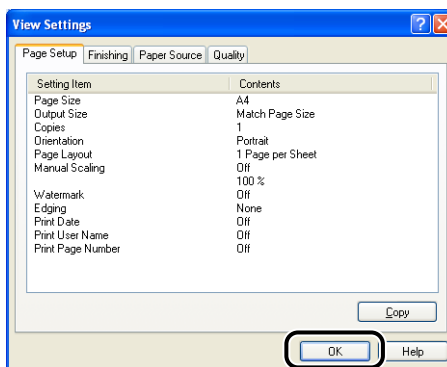 View Settings
Page Setup Finishing Paper Source Quality
Setting Item Contents
Page Size A4
Output Size Match Page Size
Copies 1
Orientation Portrait
Page Layout 1 Page per Sheet
Manual Scaling Off
100 %
Watermark Off
Edging None
Print Date Off
Print User Name Off
Print Page Number Off
Copy
OK Help